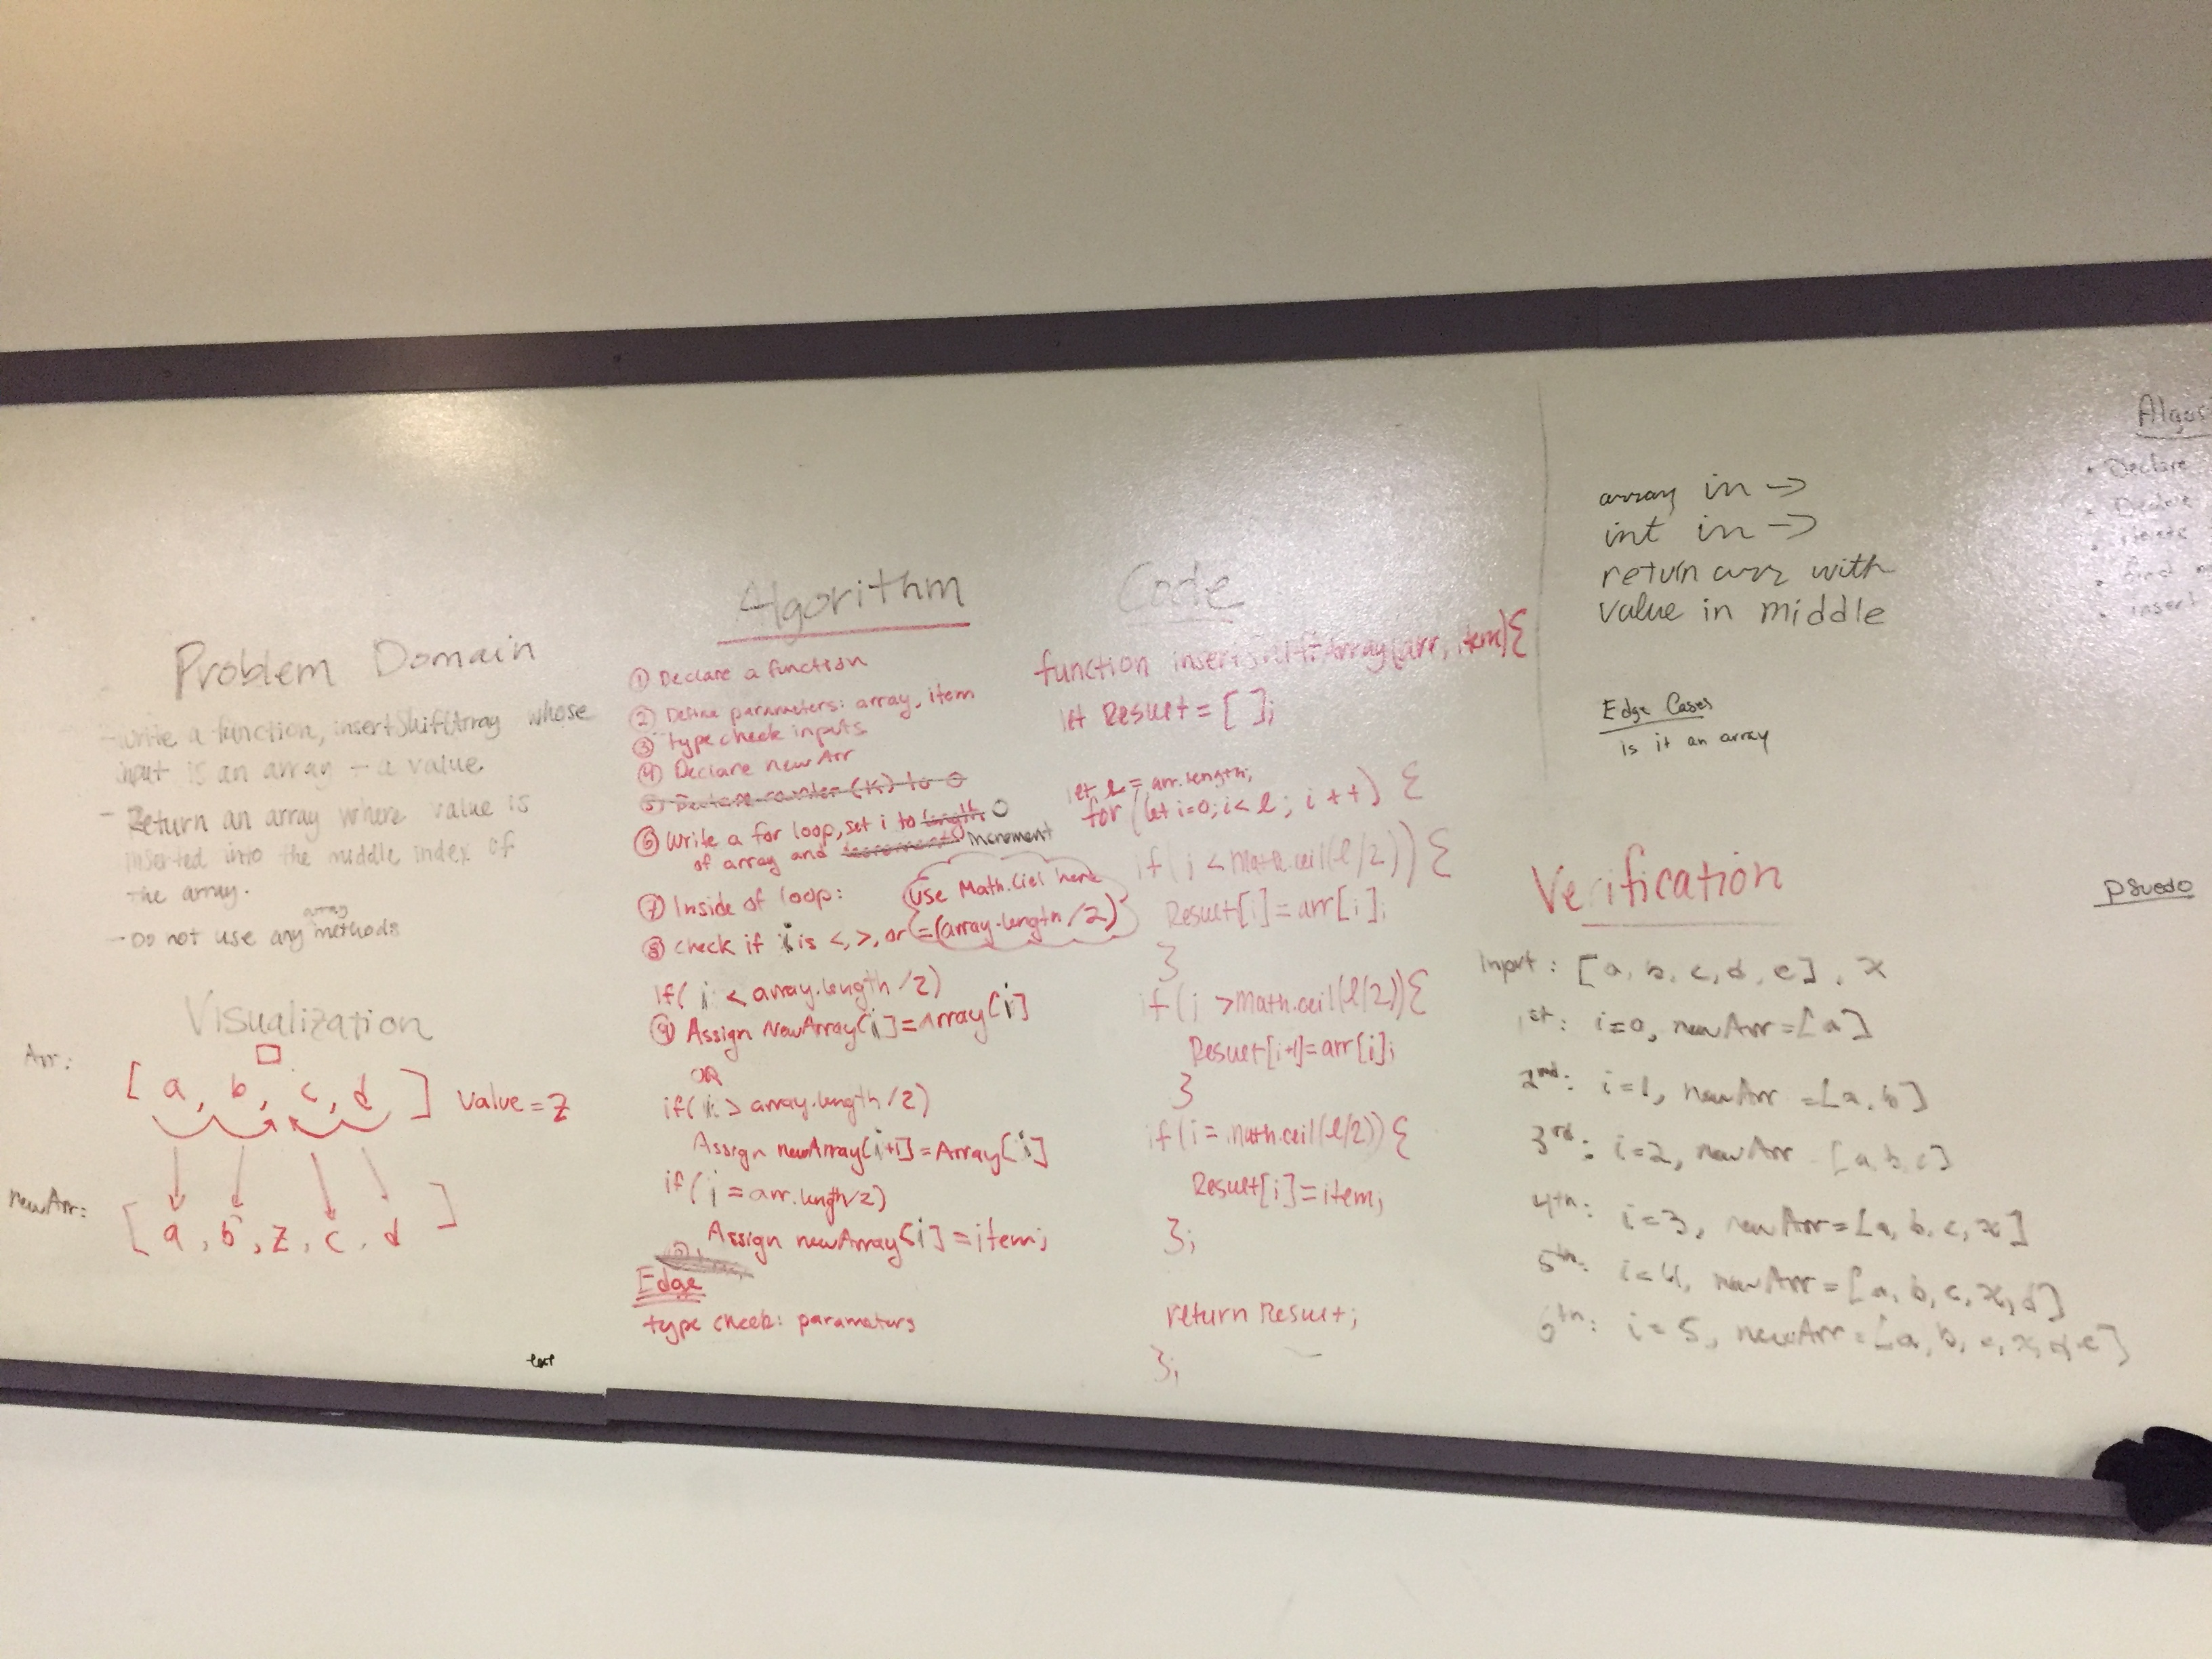 Problem Domain
- Write a function, insertShiftArray whose
input is an array + a value
- Return an array where value is
inserted into the middle index of
the array.
array
- Do not use any methods
Visualization
Arr:
[ a, b, c, d ] Value = z
newArr:
[ a, b, z, c, d ]
test
Algorithm
① Declare a function
② Define parameters: array, item
③ type check inputs
④ Declare new Arr
⑤ Declare counter (k) to 0
⑥ Write a for loop, set i to length 0
of array and decrement increment
⑦ Inside of loop:
Use Math.Ciel here
⑧ check if i is <, >, or =(array.length/2)
if( i < array.length /2)
⑨ Assign NewArray[i]=Array[i]
OR
if( i > array.length /2)
Assign newArray[i+1]=Array[i]
if( i = arr.length/2)
Assign newArray[i]=item;
Edge
type check: paramaters
Code
function insertShiftArray(arr, item){
let Result = [ ];
let l = arr.length;
for (let i=0; i< l; i++) {
if(i < Math.ceil(l/2)){
Result[i]=arr[i];
}
if(i >Math.ceil(l/2)){
Result[i+1]=arr[i];
}
if(i = math.ceil(l/2)){
Result[i]=item;
};
return Result;
};
array in →
int in →
return arr with
value in middle
Edge Cases
is it an array
Verification
Input: [a, b, c, d, e], x
1st: i=0, newArr=[a]
2nd: i=1, newArr=[a, b]
3rd: i=2, newArr [a, b, c]
4th: i=3, newArr=[a, b, c, x]
5th: i=4, newArr=[a, b, c, x, d]
6th: i=5, newArr=[a, b, c, x, d e]
Algor
• Declare
• Declare
•
• find
• insert
Psuedo